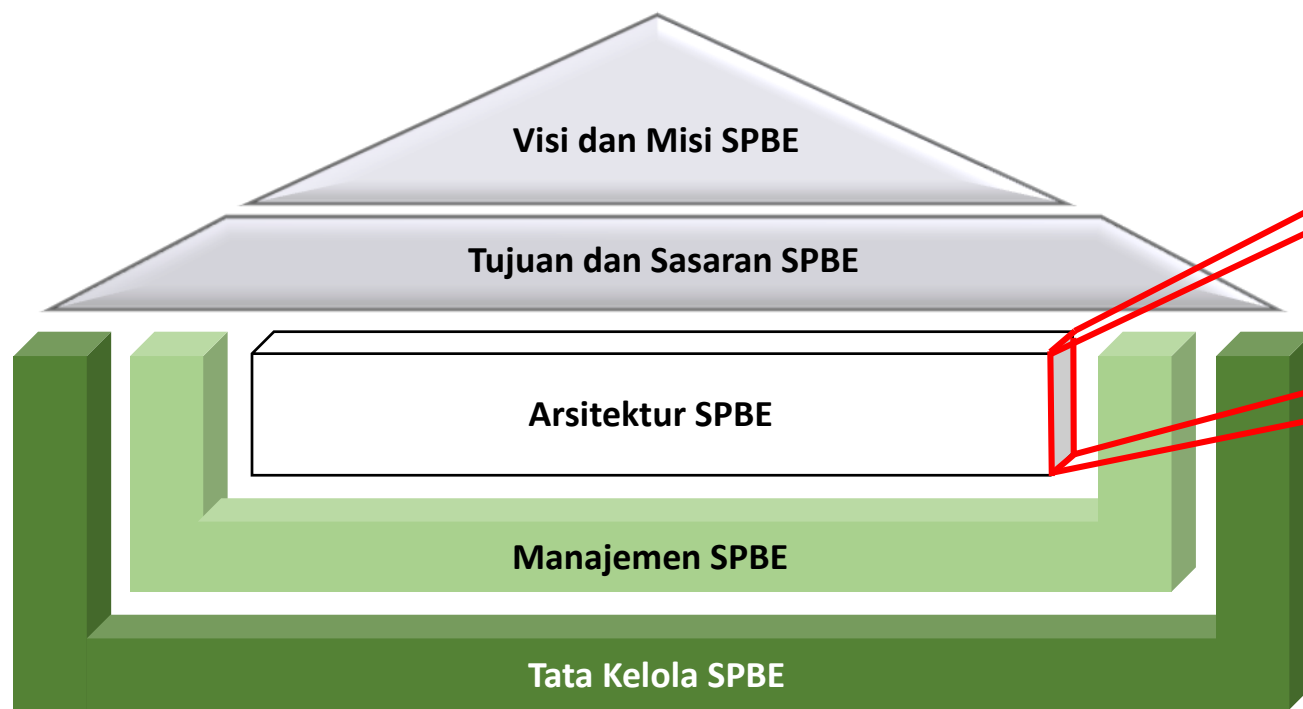 Visi dan Misi SPBE
Tujuan dan Sasaran SPBE
Arsitektur SPBE
Manajemen SPBE
Tata Kelola SPBE